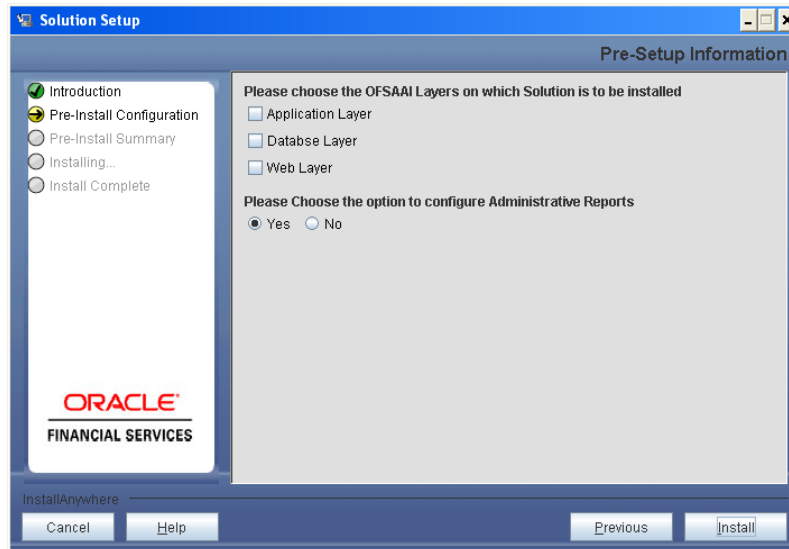 Solution Setup
Pre-Setup Information
Introduction
Pre-Install Configuration
Pre-Install Summary
Installing...
Install Complete
ORACLE
FINANCIAL SERVICES
Please choose the OFSAAI Layers on which Solution is to be installed
Application Layer
Databse Layer
Web Layer
Please Choose the option to configure Administrative Reports
Yes No
InstallAnywhere
Cancel Help Previous Install